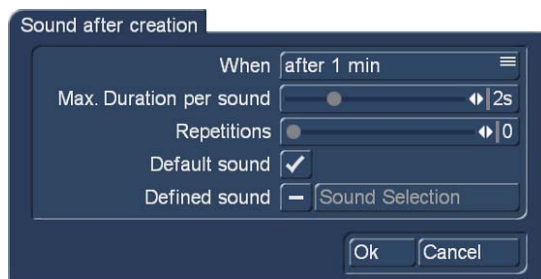 Sound after creation
When after 1 min
Max. Duration per sound 2s
Repetitions 0
Default sound
Defined sound Sound Selection
Ok Cancel